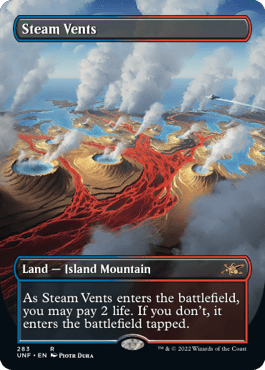 Steam Vents
Land — Island Mountain
As Steam Vents enters the battlefield,
you may pay 2 life. If you don't, it
enters the battlefield tapped.
283 R
UNF • EN Piotr Dura
™ & © 2022 Wizards of the Coast